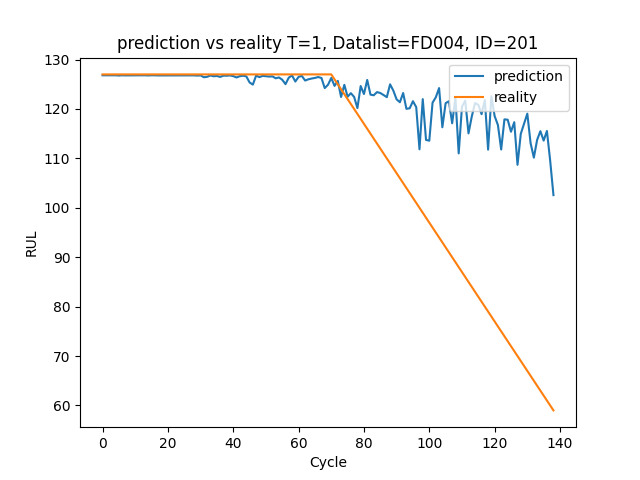 prediction vs reality T=1, Datalist=FD004, ID=201
prediction
reality
130
120
110
100
90
80
70
60
RUL
0 20 40 60 80 100 120 140
Cycle